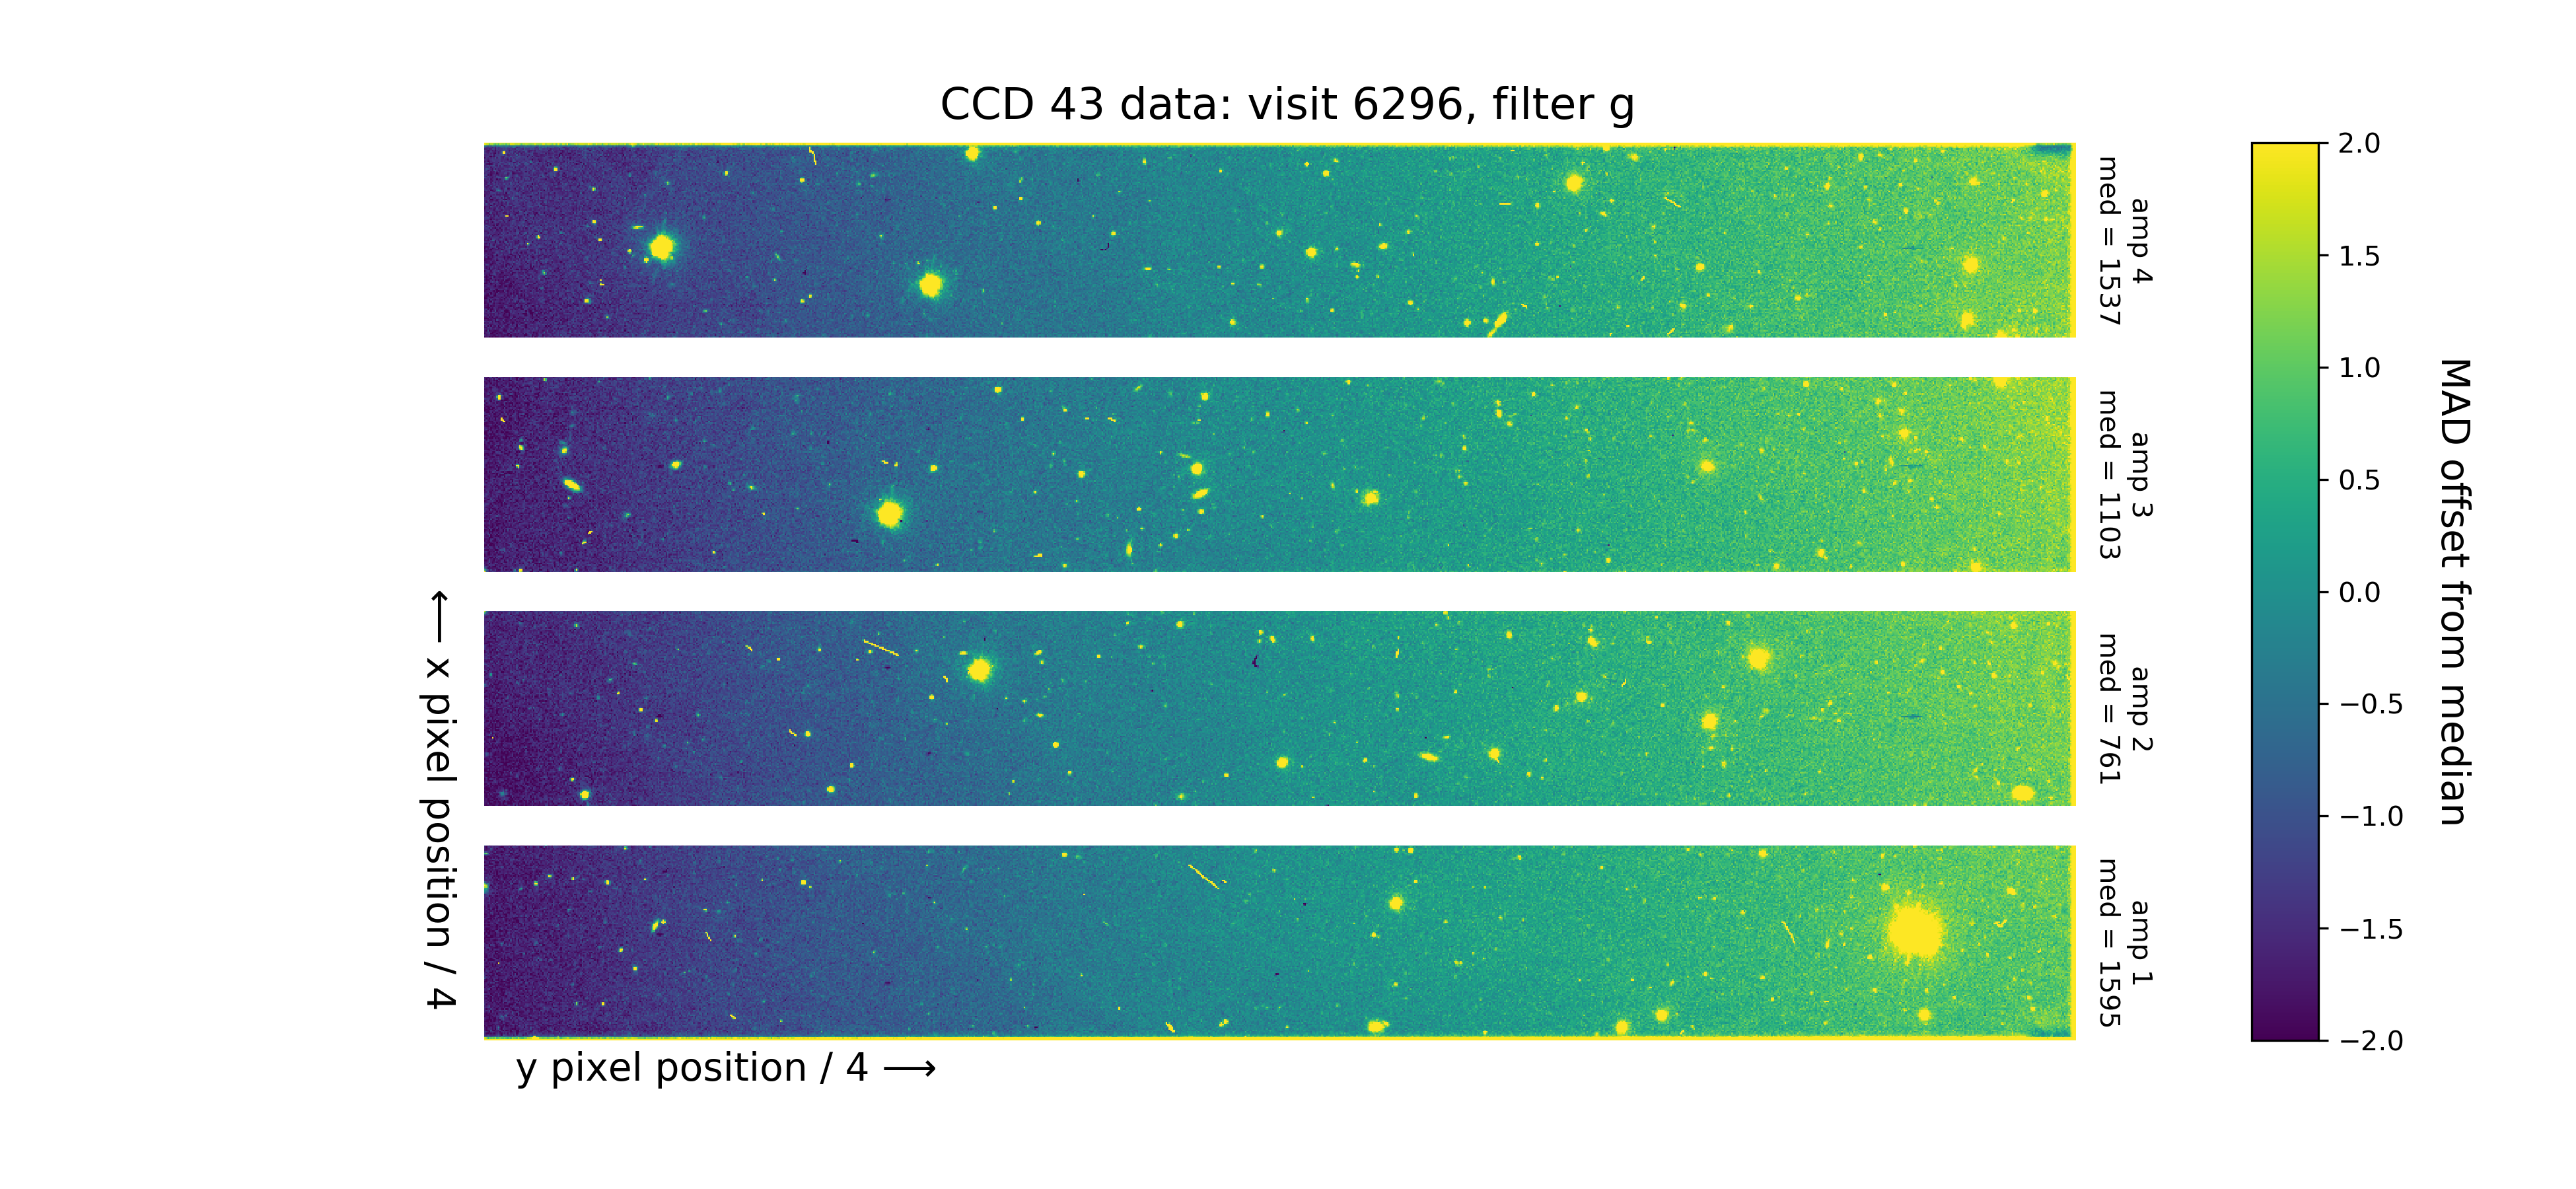 CCD 43 data: visit 6296, filter g
amp 4
med = 1537
amp 3
med = 1103
amp 2
med = 761
amp 1
med = 1595
⟵ x pixel position / 4
y pixel position / 4 ⟶
2.0
1.5
1.0
0.5
0.0
−0.5
−1.0
−1.5
−2.0
MAD offset from median